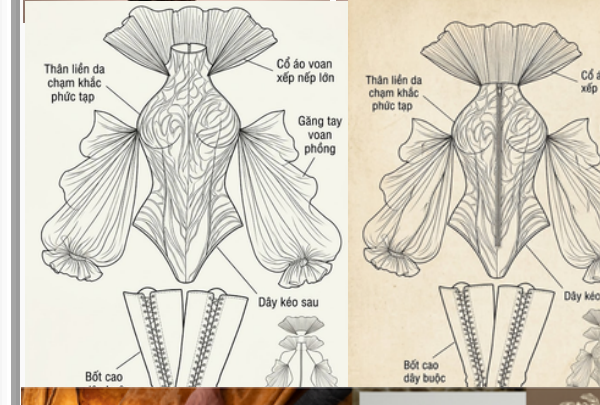 Thân liền da
chạm khắc
phức tạp
Cổ áo voan
xếp nếp lớn
Găng tay
voan
phồng
Dây kéo sau
Bốt cao
Thân liền da
chạm khắc
phức tạp
Cổ á
xếp
Dây kéo
Bốt cao
dây buộc